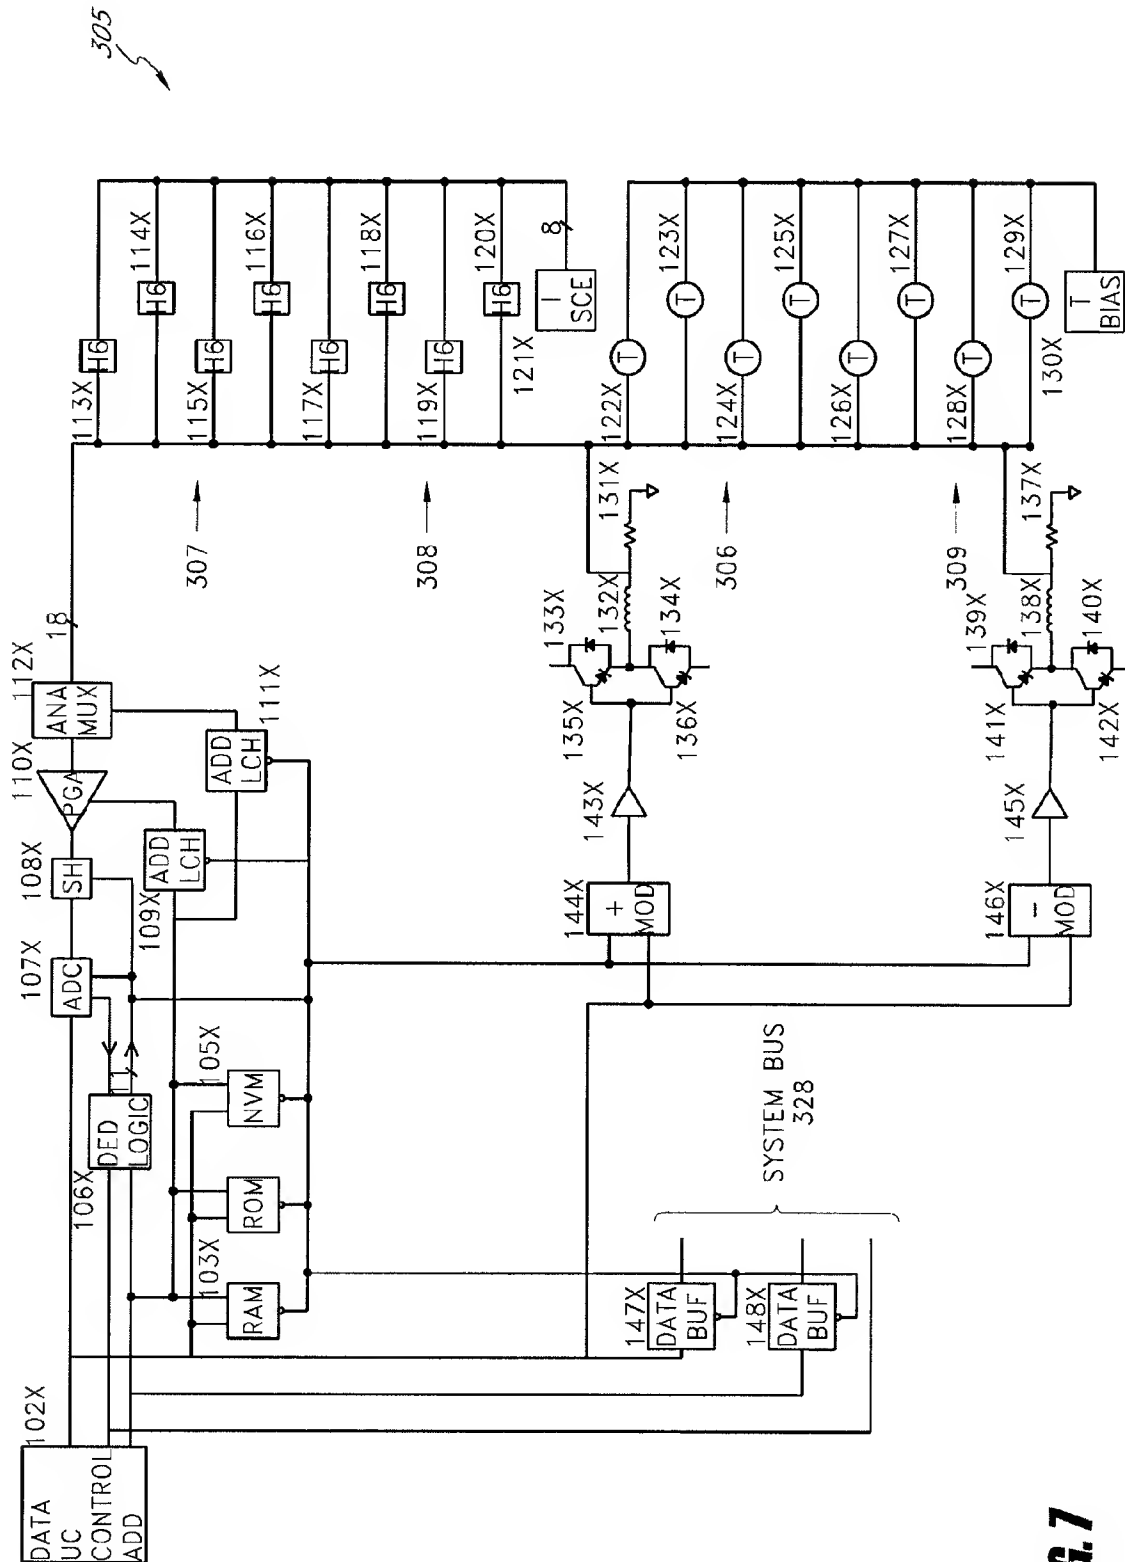 305
DATA
UC
CONTROL
ADD
102X
106X
DED
LOGIC
11
107X
ADC
108X
SH
110X
PGA
112X
ANA
MUX
18
109X
ADD
LCH
ADD
LCH
111X
103X
RAM
ROM
105X
NVM
113X
H6
H6
114X
115X
H6
H6
116X
117X
H6
H6
118X
119X
H6
H6
120X
121X
I
SCE
8
307
308
122X
T
T
123X
124X
T
T
125X
126X
T
T
127X
128X
T
T
129X
130X
T
BIAS
306
309
131X
132X
133X
134X
135X
136X
143X
144X
+
MOD
137X
138X
139X
140X
141X
142X
145X
146X
-
MOD
147X
DATA
BUF
148X
DATA
BUF
SYSTEM BUS
328